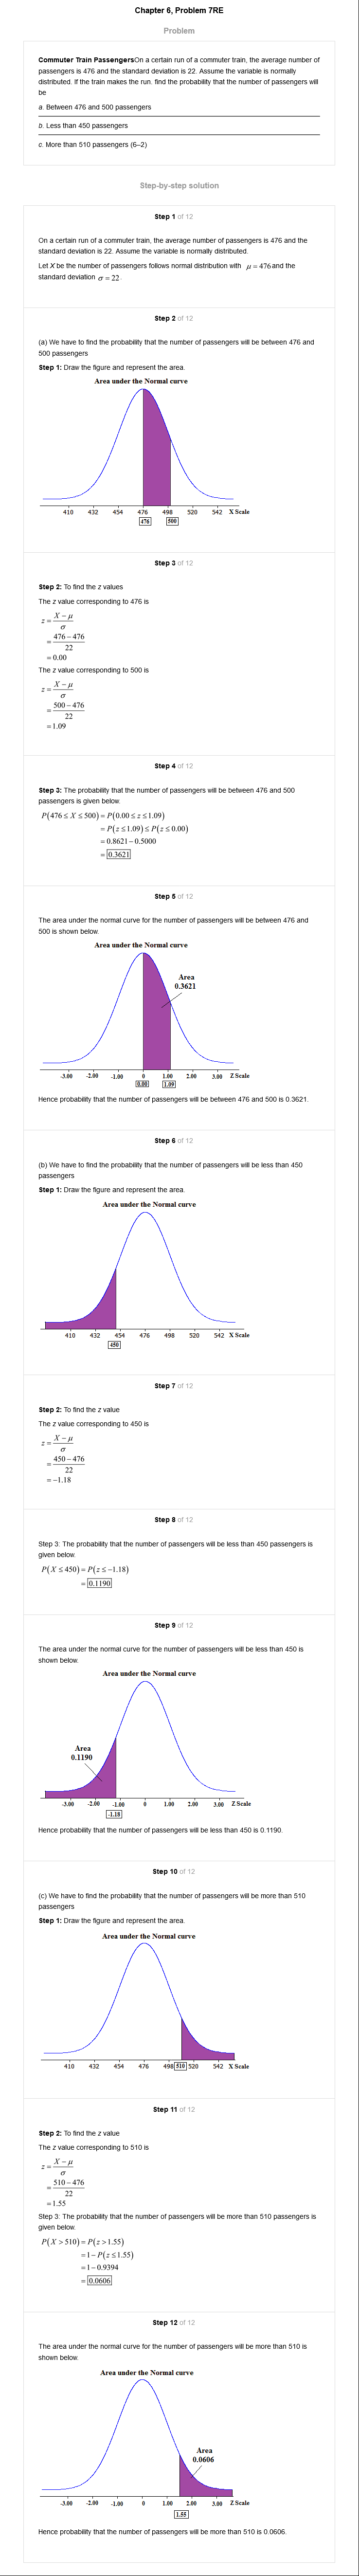 Chapter 6, Problem 7RE
Problem
Commuter Train PassengersOn a certain run of a commuter train, the average number of
passengers is 476 and the standard deviation is 22. Assume the variable is normally
distributed. If the train makes the run. find the probability that the number of passengers will
be
a. Between 476 and 500 passengers
b. Less than 450 passengers
c. More than 510 passengers (6–2)
Step-by-step solution
Step 1 of 12
On a certain run of a commuter train, the average number of passengers is 476 and the
standard deviation is 22. Assume the variable is normally distributed.
Let X be the number of passengers follows normal distribution with μ = 476 and the
standard deviation σ = 22.
Step 2 of 12
(a) We have to find the probability that the number of passengers will be between 476 and
500 passengers
Step 1: Draw the figure and represent the area.
Area under the Normal curve
410 432 454 476 498 520 542 X Scale
476 500
Step 3 of 12
Step 2: To find the z values
The z value corresponding to 476 is
z = X − μ
σ
= 476 − 476
22
= 0.00
The z value corresponding to 500 is
z = X − μ
σ
= 500 − 476
22
= 1.09
Step 4 of 12
Step 3: The probability that the number of passengers will be between 476 and 500
passengers is given below.
P(476 ≤ X ≤ 500) = P(0.00 ≤ z ≤ 1.09)
= P(z ≤ 1.09) ≤ P(z ≤ 0.00)
= 0.8621 − 0.5000
= 0.3621
Step 5 of 12
The area under the normal curve for the number of passengers will be between 476 and
500 is shown below.
Area under the Normal curve
Area
0.3621
-3.00 -2.00 -1.00 0 1.00 2.00 3.00 Z Scale
0.00 1.09
Hence probability that the number of passengers will be between 476 and 500 is 0.3621.
Step 6 of 12
(b) We have to find the probability that the number of passengers will be less than 450
passengers
Step 1: Draw the figure and represent the area.
Area under the Normal curve
410 432 454 476 498 520 542 X Scale
450
Step 7 of 12
Step 2: To find the z value
The z value corresponding to 450 is
z = X − μ
σ
= 450 − 476
22
= −1.18
Step 8 of 12
Step 3: The probability that the number of passengers will be less than 450 passengers is
given below.
P(X ≤ 450) = P(z ≤ −1.18)
= 0.1190
Step 9 of 12
The area under the normal curve for the number of passengers will be less than 450 is
shown below.
Area under the Normal curve
Area
0.1190
-3.00 -2.00 -1.00 0 1.00 2.00 3.00 Z Scale
-1.18
Hence probability that the number of passengers will be less than 450 is 0.1190.
Step 10 of 12
(c) We have to find the probability that the number of passengers will be more than 510
passengers
Step 1: Draw the figure and represent the area.
Area under the Normal curve
410 432 454 476 498 510 520 542 X Scale
Step 11 of 12
Step 2: To find the z value
The z value corresponding to 510 is
z = X − μ
σ
= 510 − 476
22
= 1.55
Step 3: The probability that the number of passengers will be more than 510 passengers is
given below.
P(X > 510) = P(z > 1.55)
= 1 − P(z ≤ 1.55)
= 1 − 0.9394
= 0.0606
Step 12 of 12
The area under the normal curve for the number of passengers will be more than 510 is
shown below.
Area under the Normal curve
Area
0.0606
-3.00 -2.00 -1.00 0 1.00 2.00 3.00 Z Scale
1.55
Hence probability that the number of passengers will be more than 510 is 0.0606.